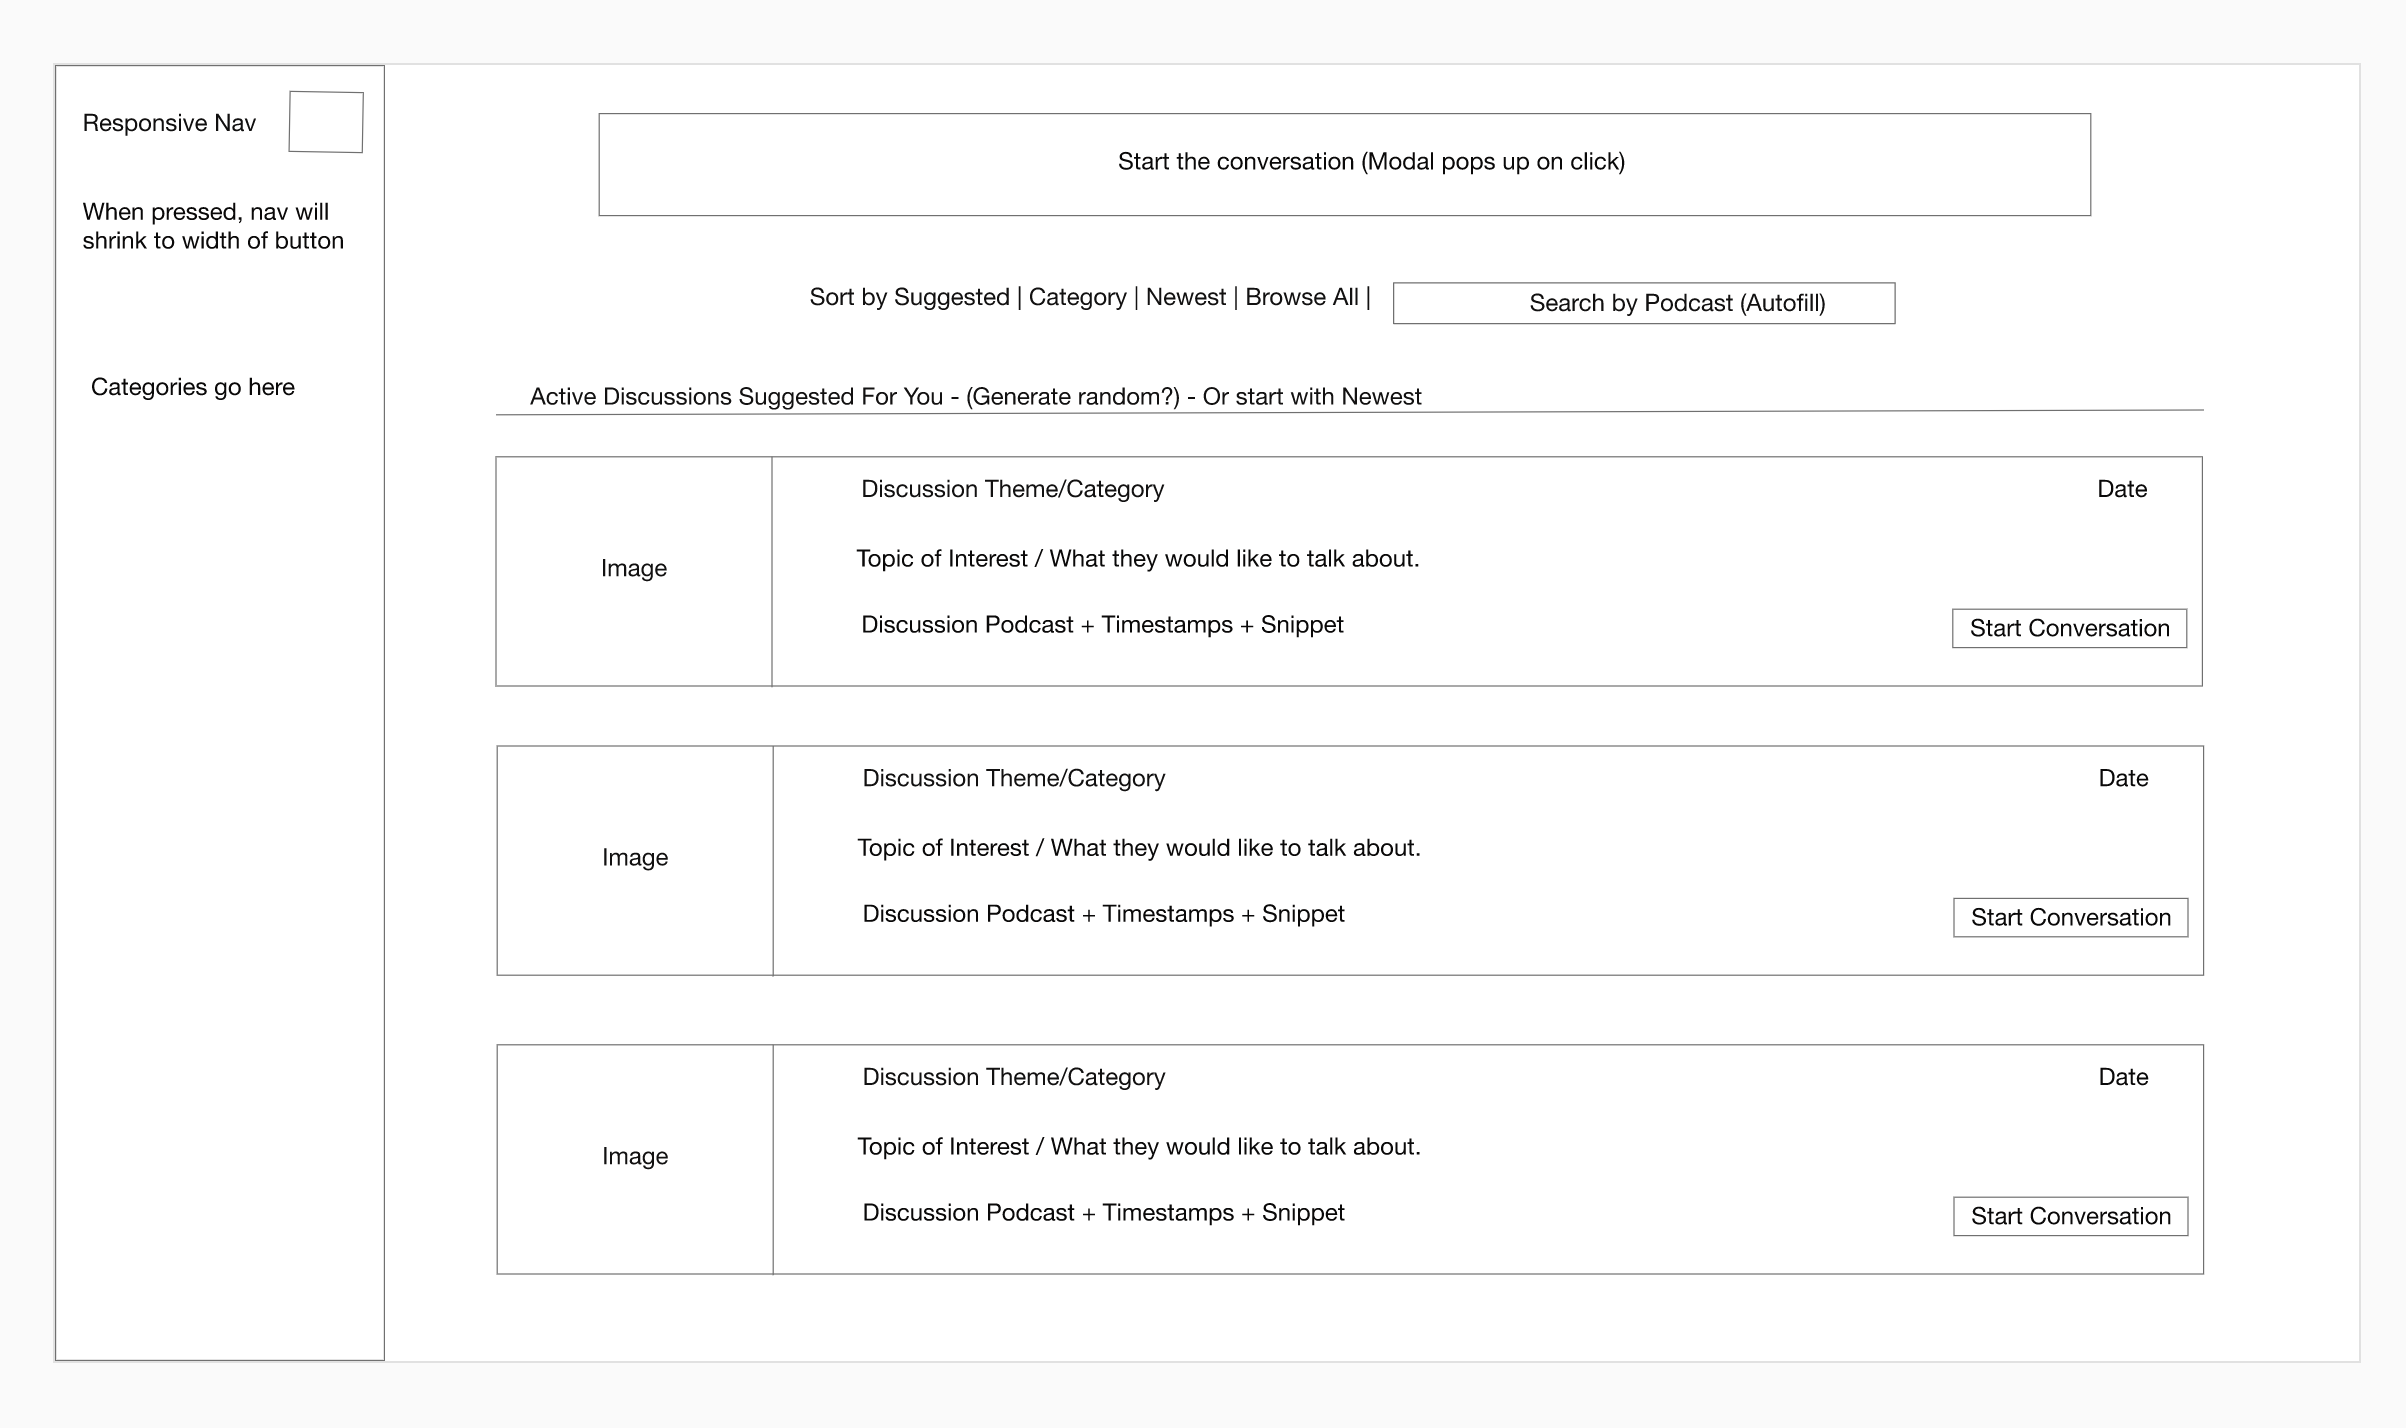 Responsive Nav
When pressed, nav will
shrink to width of button
Categories go here
Start the conversation (Modal pops up on click)
Sort by Suggested | Category | Newest | Browse All |
Search by Podcast (Autofill)
Active Discussions Suggested For You - (Generate random?) - Or start with Newest
Image
Discussion Theme/Category
Date
Topic of Interest / What they would like to talk about.
Discussion Podcast + Timestamps + Snippet
Start Conversation
Image
Discussion Theme/Category
Date
Topic of Interest / What they would like to talk about.
Discussion Podcast + Timestamps + Snippet
Start Conversation
Image
Discussion Theme/Category
Date
Topic of Interest / What they would like to talk about.
Discussion Podcast + Timestamps + Snippet
Start Conversation